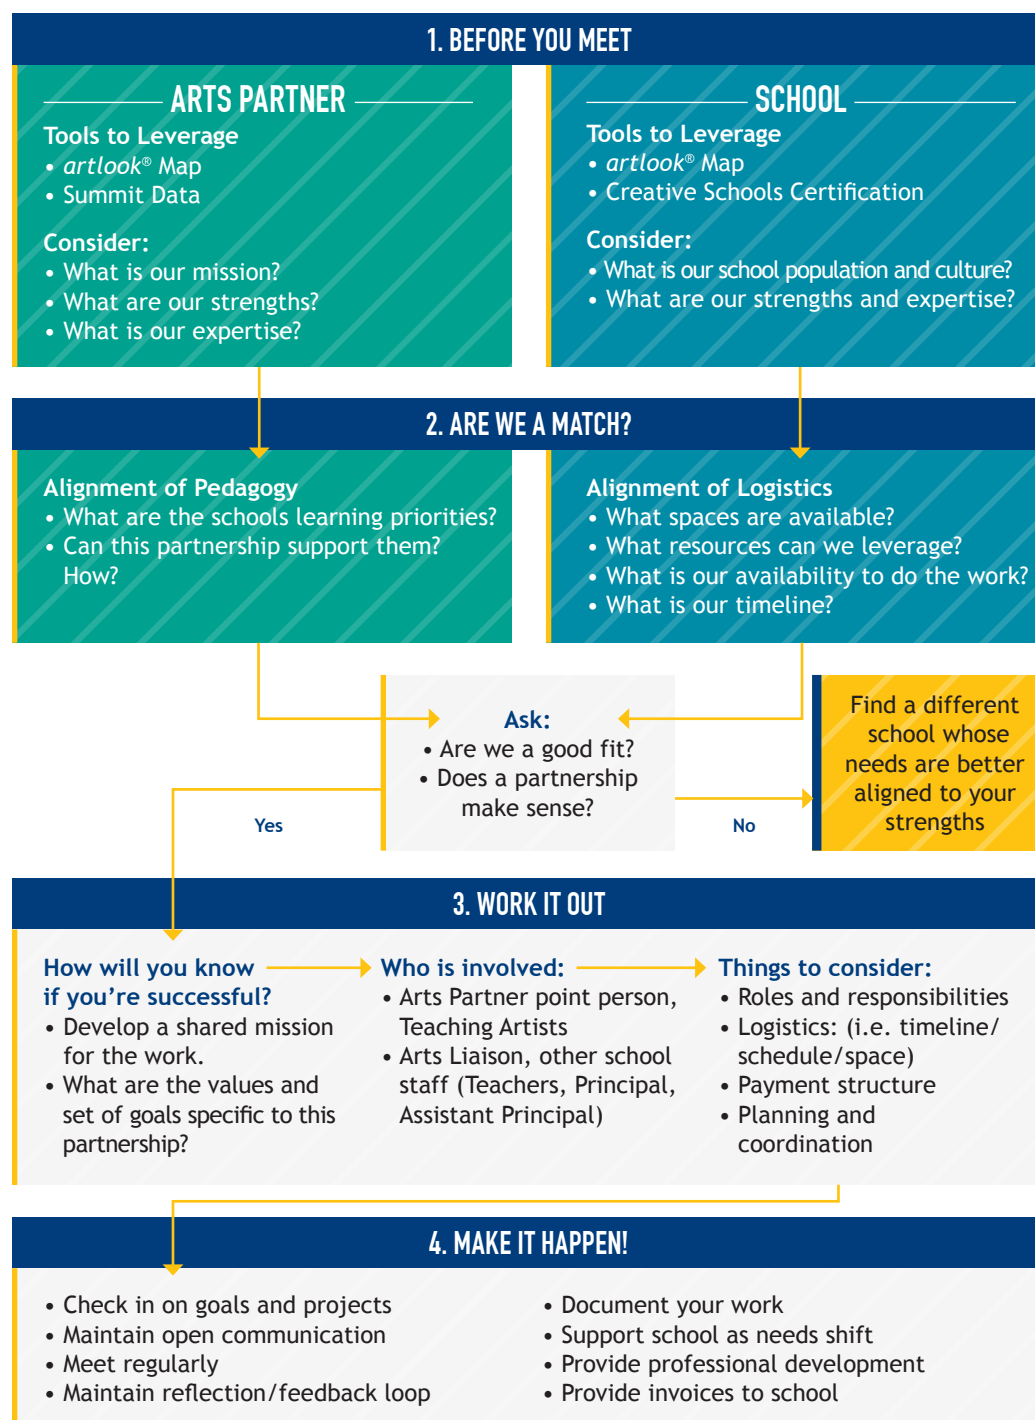 1. BEFORE YOU MEET
ARTS PARTNER
Tools to Leverage
• artlook® Map
• Summit Data
Consider:
• What is our mission?
• What are our strengths?
• What is our expertise?
SCHOOL
Tools to Leverage
• artlook® Map
• Creative Schools Certification
Consider:
• What is our school population and culture?
• What are our strengths and expertise?
2. ARE WE A MATCH?
Alignment of Pedagogy
• What are the schools learning priorities?
• Can this partnership support them?
How?
Alignment of Logistics
• What spaces are available?
• What resources can we leverage?
• What is our availability to do the work?
• What is our timeline?
Ask:
• Are we a good fit?
• Does a partnership
make sense?
Yes
No
Find a different
school whose
needs are better
aligned to your
strengths
3. WORK IT OUT
How will you know
if you're successful?
• Develop a shared mission
for the work.
• What are the values and
set of goals specific to this
partnership?
Who is involved:
• Arts Partner point person,
Teaching Artists
• Arts Liaison, other school
staff (Teachers, Principal,
Assistant Principal)
Things to consider:
• Roles and responsibilities
• Logistics: (i.e. timeline/
schedule/space)
• Payment structure
• Planning and
coordination
4. MAKE IT HAPPEN!
• Check in on goals and projects
• Maintain open communication
• Meet regularly
• Maintain reflection/feedback loop
• Document your work
• Support school as needs shift
• Provide professional development
• Provide invoices to school